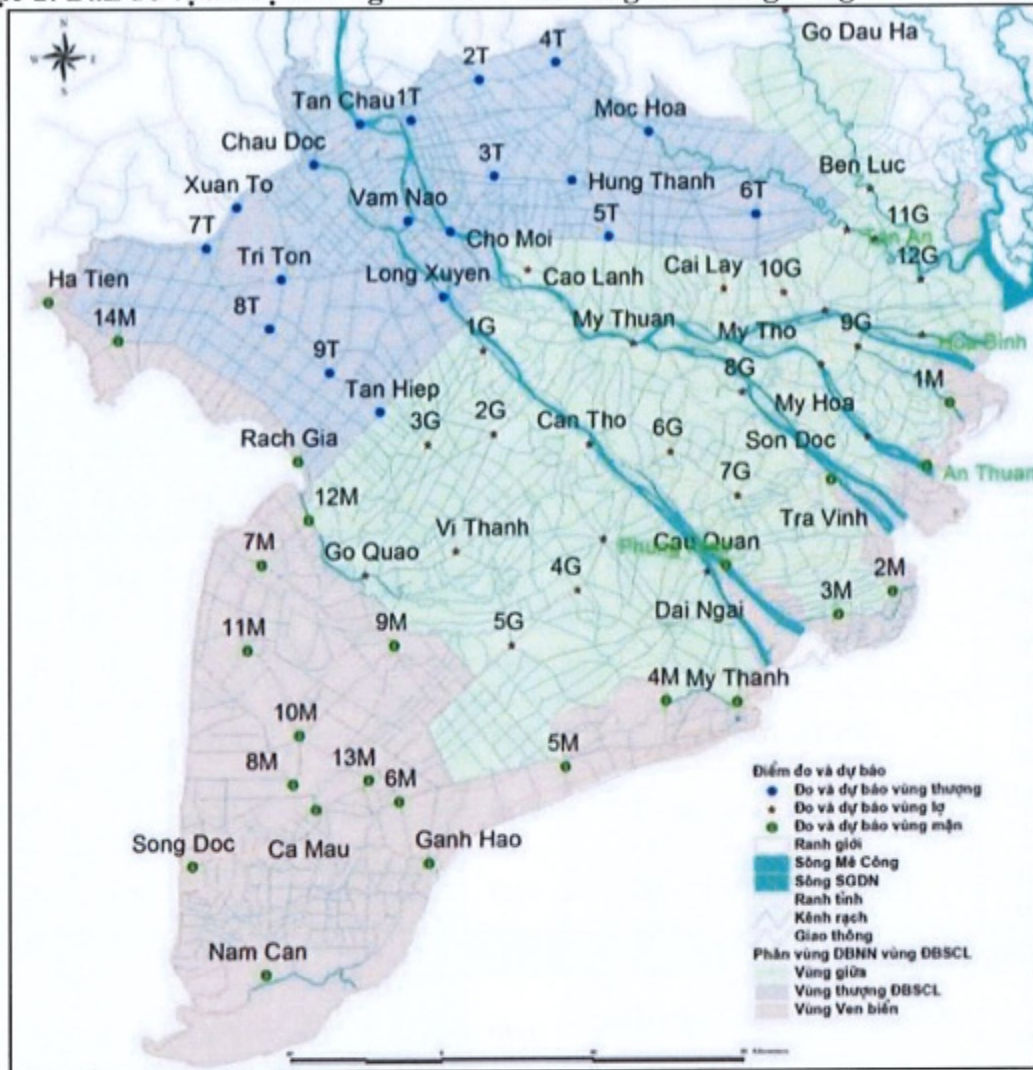 Go Dau Ha
4T
2T
Tan Chau
1T
Moc Hoa
Chau Doc
3T
Ben Luc
Xuan To
Vam Nao
Hung Thanh
6T
7T
5T
11G
Tan An
Tri Ton
Cho Moi
12G
Ha Tien
Long Xuyen
Cao Lanh
Cai Lay
10G
8T
14M
1G
My Thuan
My Tho
9G
Hoa Binh
9T
8G
1M
Tan Hiep
My Hoa
3G
2G
Can Tho
6G
Son Doc
Rach Gia
7G
An Thuan
12M
Vi Thanh
Tra Vinh
7M
Go Quao
Cau Quan
4G
2M
Dai Ngai
3M
11M
9M
5G
4M
My Thanh
10M
8M
13M
6M
5M
Song Doc
Ca Mau
Ganh Hao
Nam Can
Điểm đo và dự báo
Đo và dự báo vùng thượng
Đo và dự báo vùng lợ
Đo và dự báo vùng mặn
Ranh giới
Sông Mê Công
Sông SGDN
Ranh tỉnh
Kênh rạch
Giao thông
Phân vùng DBNN vùng ĐBSCL
Vùng giữa
Vùng thượng ĐBSCL
Vùng Ven biển